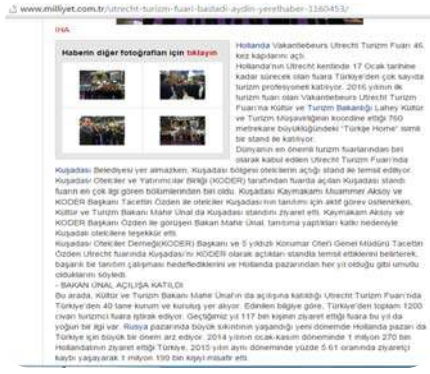 www.milliyet.com.tr/utrecht-turizm-fuari-basladi-aydin-yerelhaber-1160453/
IHA
Haberin diğer fotoğrafları için tıklayın
Hollanda Vakantiebeurs Utrecht Turizm Fuarı 46.
kez kapılarını açtı.
Hollanda'nın Utrecht kentinde 17 Ocak tarihine
kadar sürecek olan fuara Türkiye'den çok sayıda
turizm profesyoneli katılıyor. 2016 yılının ilk
turizm fuarı olan Vakantiebeurs Utrecht Turizm
Fuarı'na Kültür ve Turizm Bakanlığı Lahey Kültür
ve Turizm Müşavirliğinin koordine ettiği 760
metrekare büyüklüğündeki "Türkije Home" isimli
bir stand ile katılıyor.
Dünyanın en önemli turizm fuarlarından biri
olarak kabul edilen Utrecht Turizm Fuarı'nda
Kuşadası Belediyesi yer almazken, Kuşadası bölgesi otelcilerin açtığı stand ile temsil ediliyor.
Kuşadası Otelciler ve Yatırımcılar Birliği (KODER) tarafından fuarda açılan Kuşadası standı
fuarın en çok ilgi gören bölümlerinden biri oldu. Kuşadası Kaymakamı Muammer Aksoy ve
KODER Başkanı Tacettin Özden ile otelciler Kuşadası'nın tanıtımı için aktif görev üstlenirken,
Kültür ve Turizm Bakanı Mahir Ünal da Kuşadası standını ziyaret etti. Kaymakam Aksoy ve
KODER Başkanı Özden ile görüşen Bakan Mahir Ünal, tanıtıma yaptıkları katkı nedeniyle
Kuşadalı otelcilere teşekkür etti.
Kuşadası Otelciler Derneği(KODER) Başkanı ve 5 yıldızlı Konumar Otel'i Genel Müdürü Tacettin
Özden Utrecht fuarında Kuşadası'nı KODER olarak açtıkları standla temsil ettiklerini belirterek,
başarılı bir tanıtım çalışması hedeflediklerini ve Hollanda pazarından her yıl olduğu gibi umutlu
olduklarını söyledi.
- BAKAN ÜNAL AÇILIŞA KATILDI
Bu arada, Kültür ve Turizm Bakanı Mahir Ünal'ın da açılışına katıldığı Utrecht Turizm Fuarı'nda
Türkiye'den 40 tane kurum ve kuruluş yer alıyor. Edinilen bilgiye göre, Türkiye'den toplam 1200
civarı turizmci fuara iştirak ediyor. Geçtiğimiz yıl 117 bin kişinin ziyaret ettiği fuara bu yıl da
yoğun bir ilgi var. Rusya pazarında büyük sıkıntının yaşandığı yeni dönemde Hollanda pazarı da
Türkiye için büyük bir önem arz ediyor. 2014 yılının ocak-kasım döneminde 1 milyon 270 bin
Hollandalının ziyaret ettiği Türkiye, 2015 yılın aynı döneminde yüzde 5.61 oranında ziyaretçi
kaybı yaşayarak 1 milyon 199 bin kişiyi misafir etti.